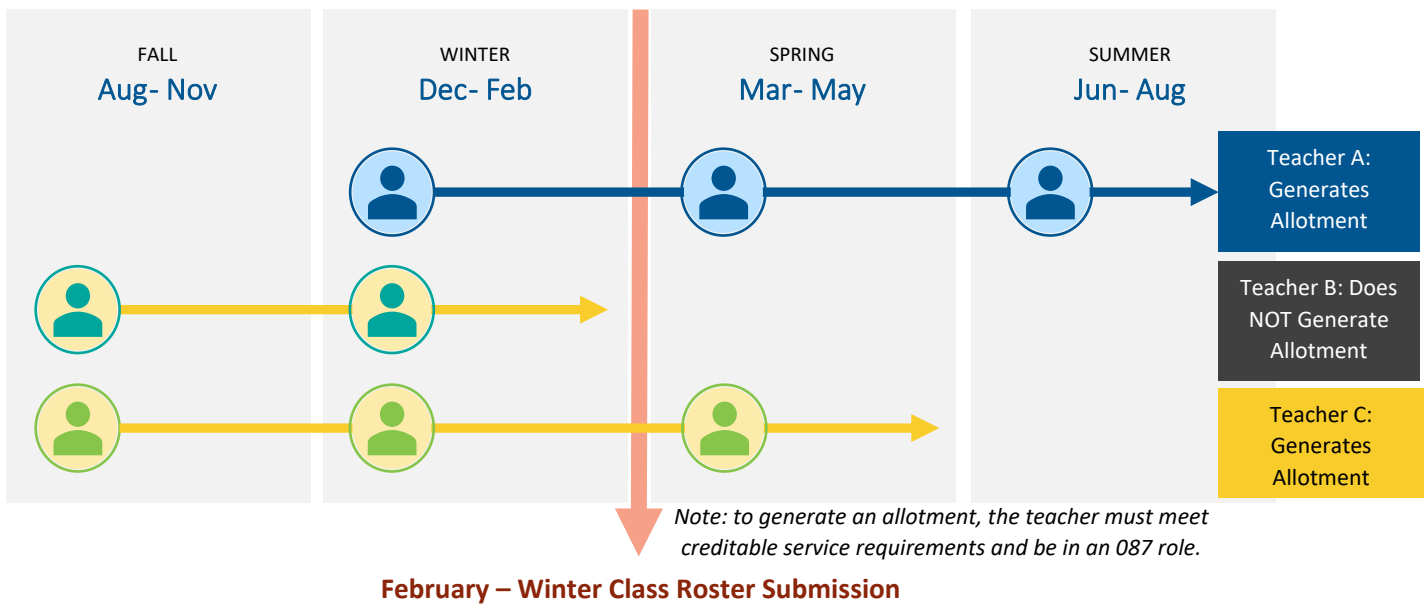 FALL
Aug- Nov
WINTER
Dec- Feb
SPRING
Mar- May
SUMMER
Jun- Aug
Teacher A:
Generates
Allotment
Teacher B: Does
NOT Generate
Allotment
Teacher C:
Generates
Allotment
Note: to generate an allotment, the teacher must meet
creditable service requirements and be in an 087 role.
February – Winter Class Roster Submission